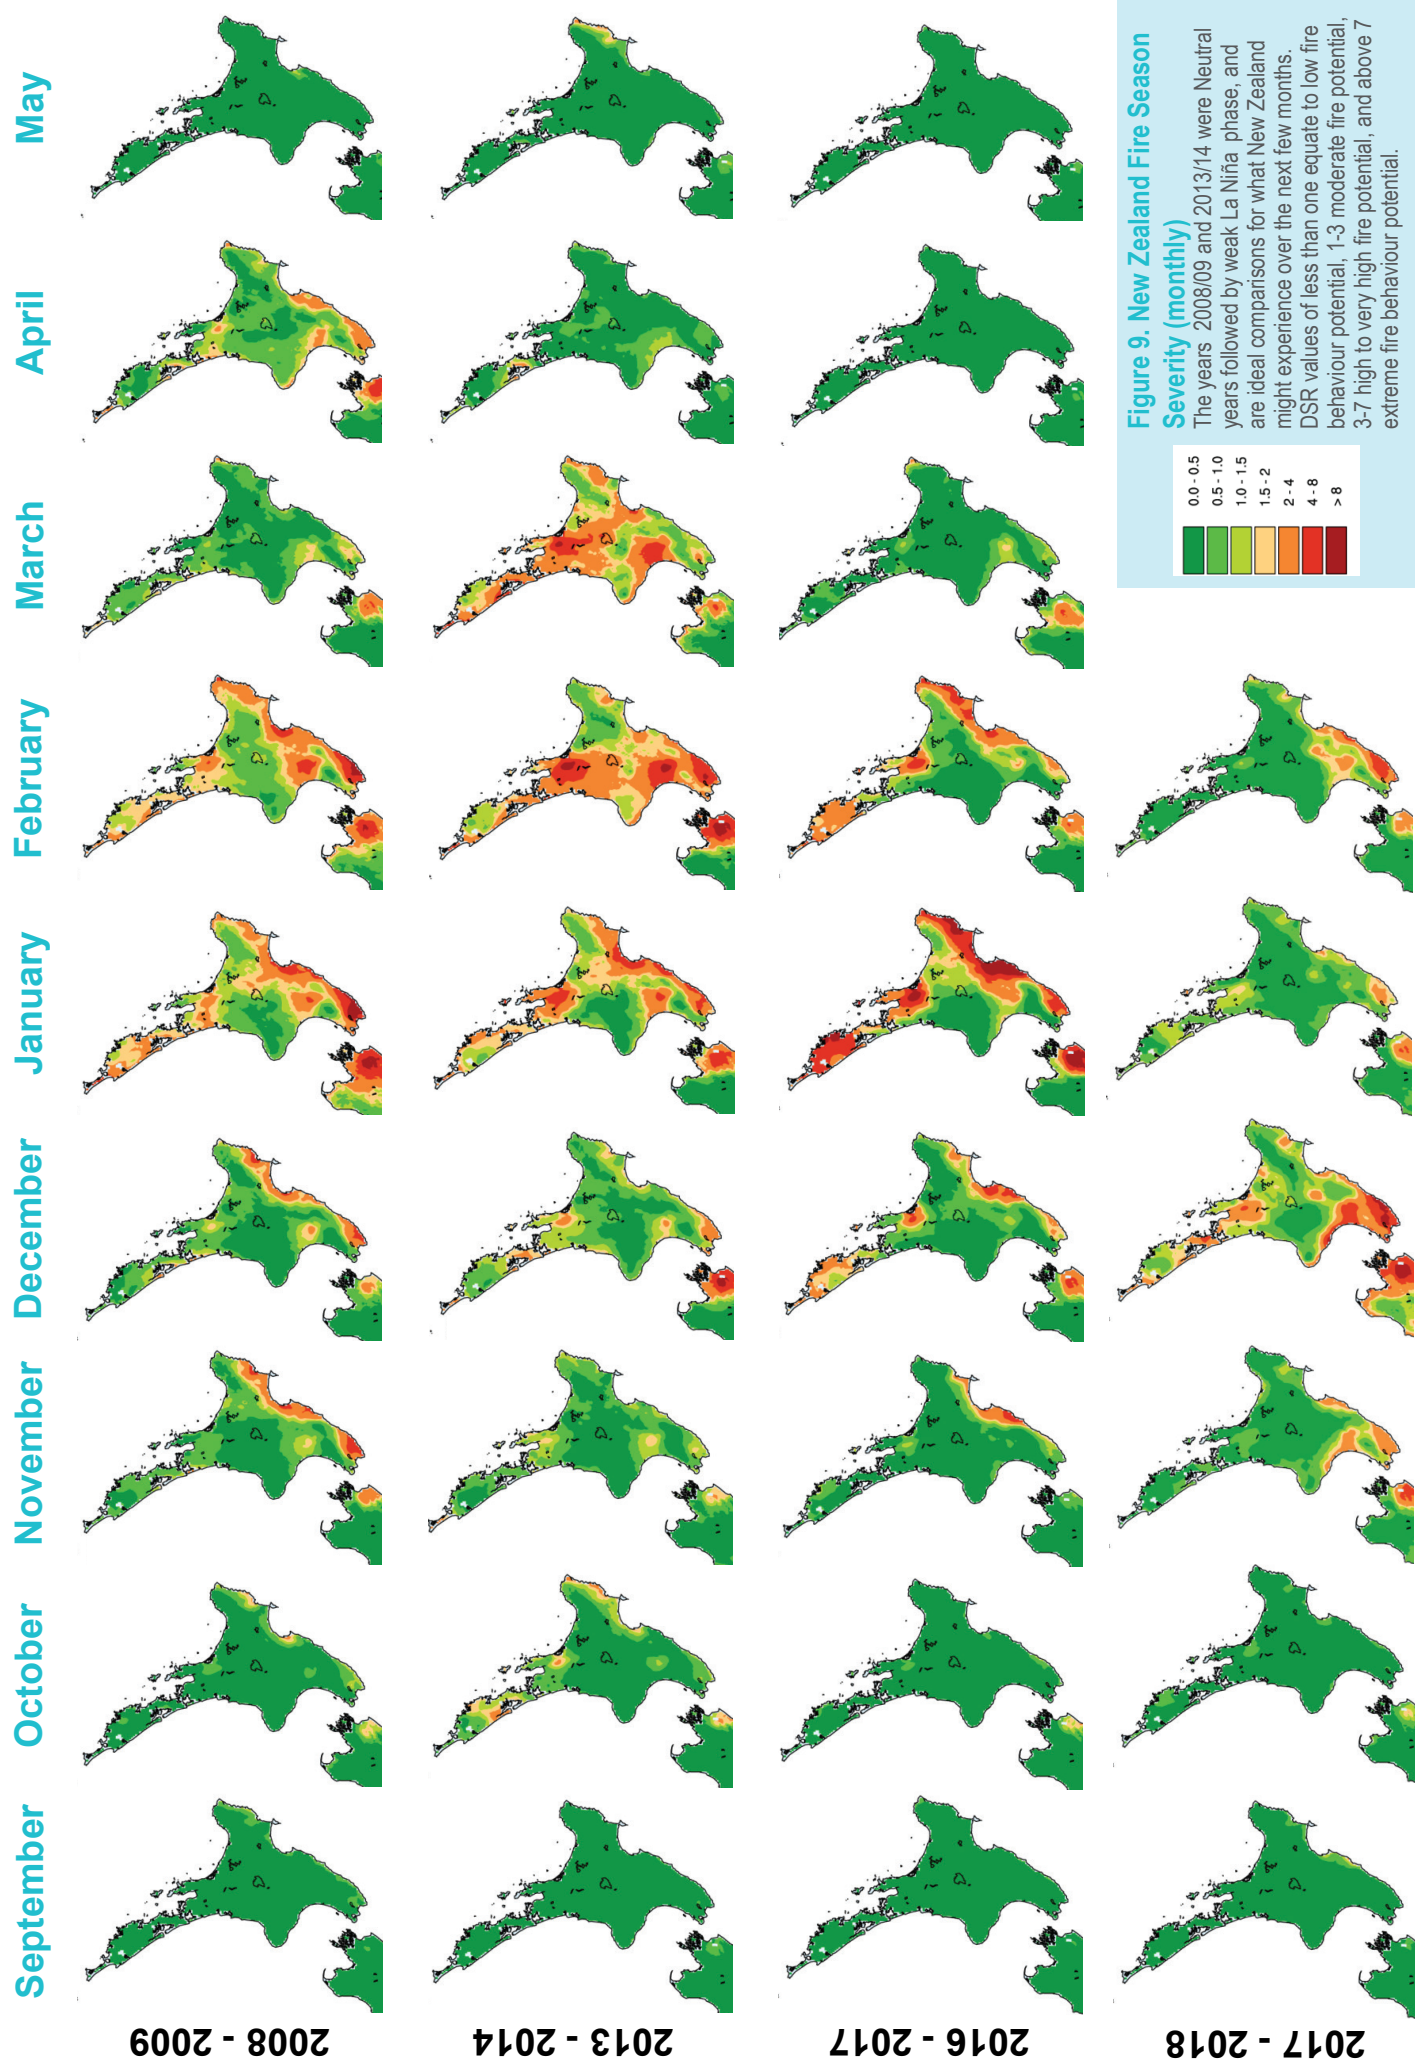 September
October
November
December
January
February
March
April
May
2008 - 2009
2013 - 2014
2016 - 2017
2017 - 2018
0.0 - 0.5
0.5 - 1.0
1.0 - 1.5
1.5 - 2
2 - 4
4 - 8
> 8
Figure 9. New Zealand Fire Season
Severity (monthly)
The years 2008/09 and 2013/14 were Neutral
years followed by weak La Niña phase, and
are ideal comparisons for what New Zealand
might experience over the next few months.
DSR values of less than one equate to low fire
behaviour potential, 1-3 moderate fire potential,
3-7 high to very high fire potential, and above 7
extreme fire behaviour potential.